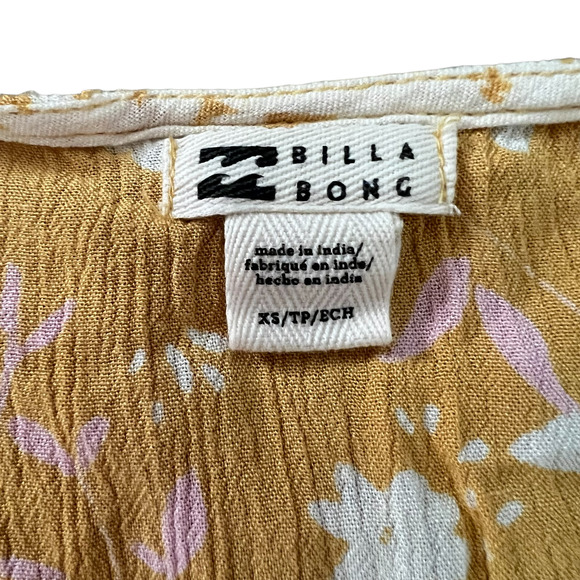 BILLA
BONG
made in india/
fabriqué en inde/
hecho en india
XS/TP/ECH